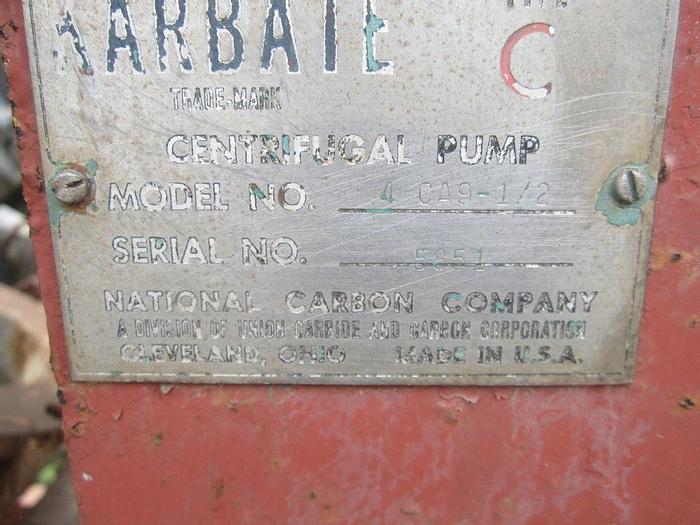 KARBATE
C
TRADE-MARK
CENTRIFUGAL PUMP
MODEL NO. 4 CA9-1/2
SERIAL NO. 5851
NATIONAL CARBON COMPANY
A DIVISION OF UNION CARBIDE AND CARBON CORPORATION
CLEVELAND, OHIO MADE IN U.S.A.